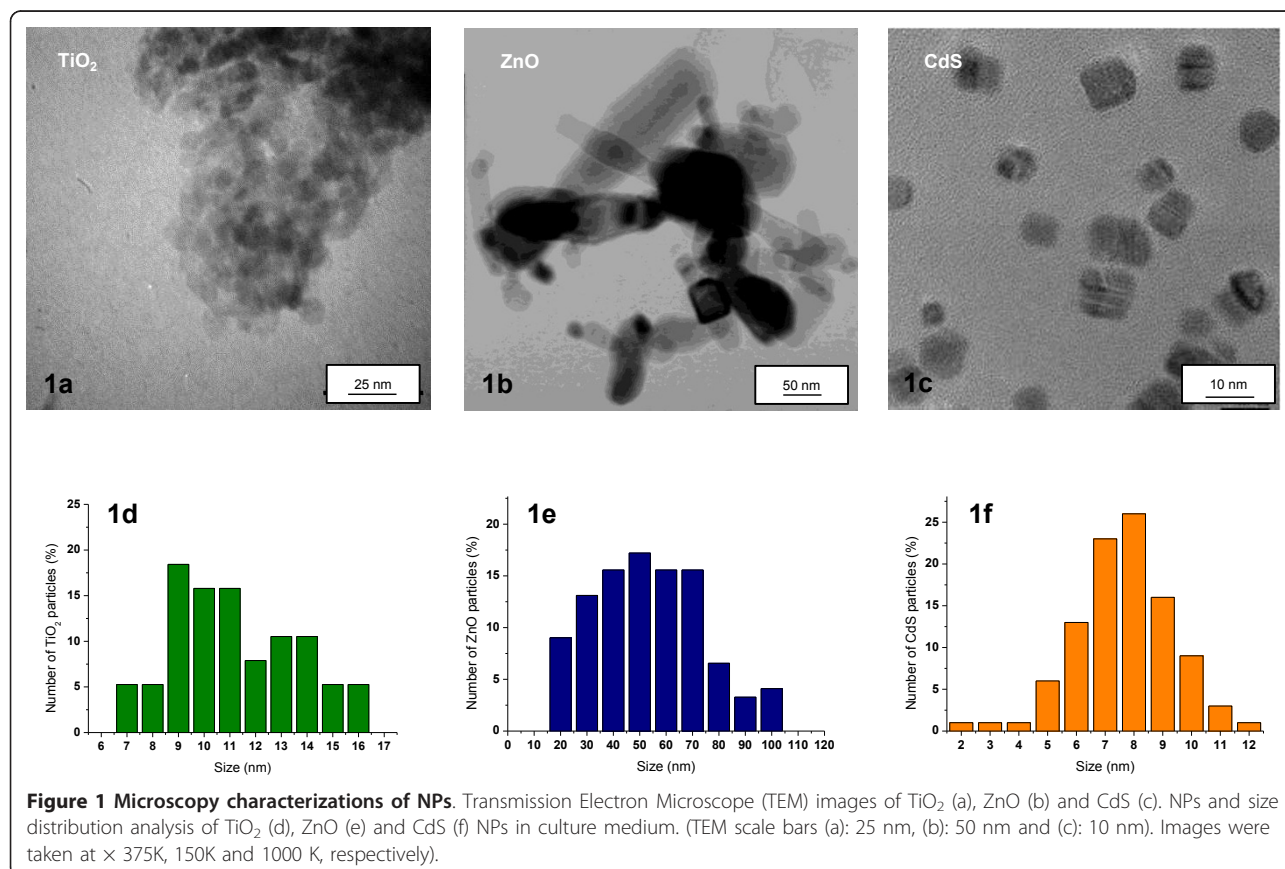 TiO₂
ZnO
CdS
1a
25 nm
1b
50 nm
1c
10 nm
1d
Number of TiO₂ particles (%)
25
20
15
10
5
0
6 7 8 9 10 11 12 13 14 15 16 17
Size (nm)
1e
Number of ZnO particles (%)
20
15
10
5
0
0 10 20 30 40 50 60 70 80 90 100 110 120
Size (nm)
1f
Number of CdS particles (%)
25
20
15
10
5
0
2 3 4 5 6 7 8 9 10 11 12
Size (nm)
Figure 1 Microscopy characterizations of NPs. Transmission Electron Microscope (TEM) images of TiO₂ (a), ZnO (b) and CdS (c). NPs and size
distribution analysis of TiO₂ (d), ZnO (e) and CdS (f) NPs in culture medium. (TEM scale bars (a): 25 nm, (b): 50 nm and (c): 10 nm). Images were
taken at × 375K, 150K and 1000 K, respectively).